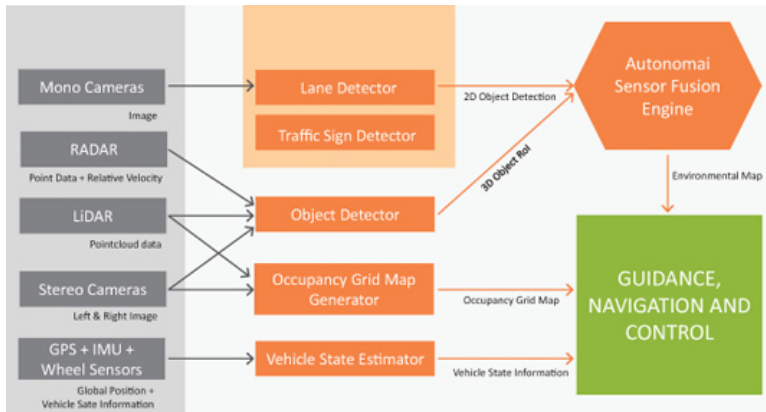 Mono Cameras
Image
RADAR
Point Data + Relative Velocity
LiDAR
Pointcloud data
Stereo Cameras
Left & Right Image
GPS + IMU +
Wheel Sensors
Global Position +
Vehicle Sate Information
Lane Detector
Traffic Sign Detector
Object Detector
Occupancy Grid Map
Generator
Vehicle State Estimator
2D Object Detection
3D Object RoI
Occupancy Grid Map
Vehicle State Information
Autonomai
Sensor Fusion
Engine
Environmental Map
GUIDANCE,
NAVIGATION AND
CONTROL